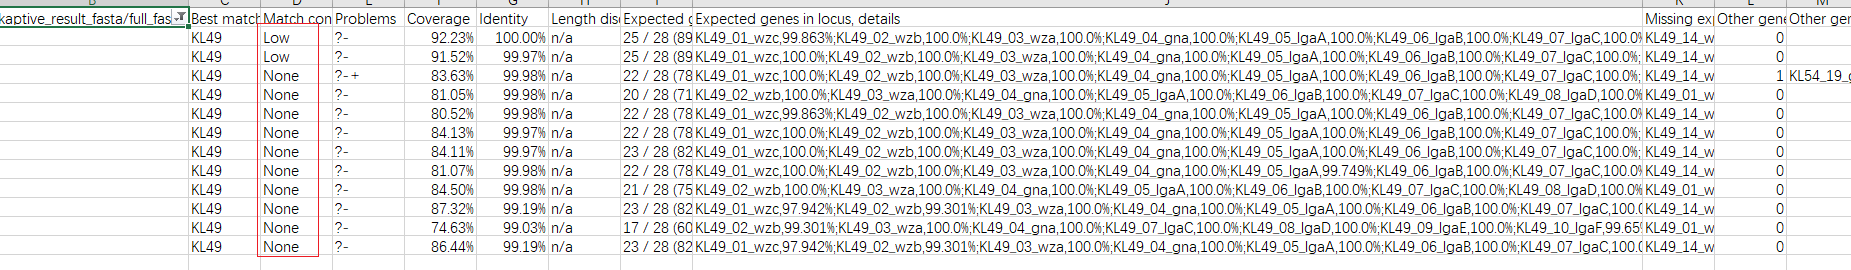 B C D E F G H I J K L M
kaptive_result_fasta/full_fas Best match Match con Problems Coverage Identity Length dis Expected g Expected genes in locus, details Missing exp Other gene Other gen
KL49 Low ?- 92.23% 100.00% n/a 25 / 28 (89 KL49_01_wzc,99.863%;KL49_02_wzb,100.0%;KL49_03_wza,100.0%;KL49_04_gna,100.0%;KL49_05_lgaA,100.0%;KL49_06_lgaB,100.0%;KL49_07_lgaC,100.0%; KL49_14_w 0
KL49 Low ?- 91.52% 99.97% n/a 25 / 28 (89 KL49_01_wzc,100.0%;KL49_02_wzb,100.0%;KL49_03_wza,100.0%;KL49_04_gna,100.0%;KL49_05_lgaA,100.0%;KL49_06_lgaB,100.0%;KL49_07_lgaC,100.0%; KL49_14_w 0
KL49 None ?-+ 83.63% 99.98% n/a 22 / 28 (78 KL49_01_wzc,100.0%;KL49_02_wzb,100.0%;KL49_03_wza,100.0%;KL49_04_gna,100.0%;KL49_05_lgaA,100.0%;KL49_06_lgaB,100.0%;KL49_07_lgaC,100.0%; KL49_14_w 1 KL54_19_g
KL49 None ?- 81.05% 99.98% n/a 20 / 28 (71 KL49_02_wzb,100.0%;KL49_03_wza,100.0%;KL49_04_gna,100.0%;KL49_05_lgaA,100.0%;KL49_06_lgaB,100.0%;KL49_07_lgaC,100.0%;KL49_08_lgaD,100.0% KL49_01_w 0
KL49 None ?- 80.52% 99.98% n/a 22 / 28 (78 KL49_01_wzc,99.863%;KL49_02_wzb,100.0%;KL49_03_wza,100.0%;KL49_04_gna,100.0%;KL49_05_lgaA,100.0%;KL49_06_lgaB,100.0%;KL49_07_lgaC,100.0% KL49_14_w 0
KL49 None ?- 84.13% 99.97% n/a 22 / 28 (78 KL49_01_wzc,100.0%;KL49_02_wzb,100.0%;KL49_03_wza,100.0%;KL49_04_gna,100.0%;KL49_05_lgaA,100.0%;KL49_06_lgaB,100.0%;KL49_07_lgaC,100.0%; KL49_14_w 0
KL49 None ?- 84.11% 99.97% n/a 23 / 28 (82 KL49_01_wzc,100.0%;KL49_02_wzb,100.0%;KL49_03_wza,100.0%;KL49_04_gna,100.0%;KL49_05_lgaA,100.0%;KL49_06_lgaB,100.0%;KL49_07_lgaC,100.0%; KL49_14_w 0
KL49 None ?- 81.07% 99.98% n/a 22 / 28 (78 KL49_01_wzc,100.0%;KL49_02_wzb,100.0%;KL49_03_wza,100.0%;KL49_04_gna,100.0%;KL49_05_lgaA,99.749%;KL49_06_lgaB,100.0%;KL49_07_lgaC,100.0% KL49_14_w 0
KL49 None ?- 84.50% 99.98% n/a 21 / 28 (75 KL49_02_wzb,100.0%;KL49_03_wza,100.0%;KL49_04_gna,100.0%;KL49_05_lgaA,100.0%;KL49_06_lgaB,100.0%;KL49_07_lgaC,100.0%;KL49_08_lgaD,100.0% KL49_01_w 0
KL49 None ?- 87.32% 99.19% n/a 23 / 28 (82 KL49_01_wzc,97.942%;KL49_02_wzb,99.301%;KL49_03_wza,100.0%;KL49_04_gna,100.0%;KL49_05_lgaA,100.0%;KL49_06_lgaB,100.0%;KL49_07_lgaC,100.0 KL49_14_w 0
KL49 None ?- 74.63% 99.03% n/a 17 / 28 (60 KL49_02_wzb,99.301%;KL49_03_wza,100.0%;KL49_04_gna,100.0%;KL49_07_lgaC,100.0%;KL49_08_lgaD,100.0%;KL49_09_lgaE,100.0%;KL49_10_lgaF,99.65 KL49_01_w 0
KL49 None ?- 86.44% 99.19% n/a 23 / 28 (82 KL49_01_wzc,97.942%;KL49_02_wzb,99.301%;KL49_03_wza,100.0%;KL49_04_gna,100.0%;KL49_05_lgaA,100.0%;KL49_06_lgaB,100.0%;KL49_07_lgaC,100.0 KL49_14_w 0